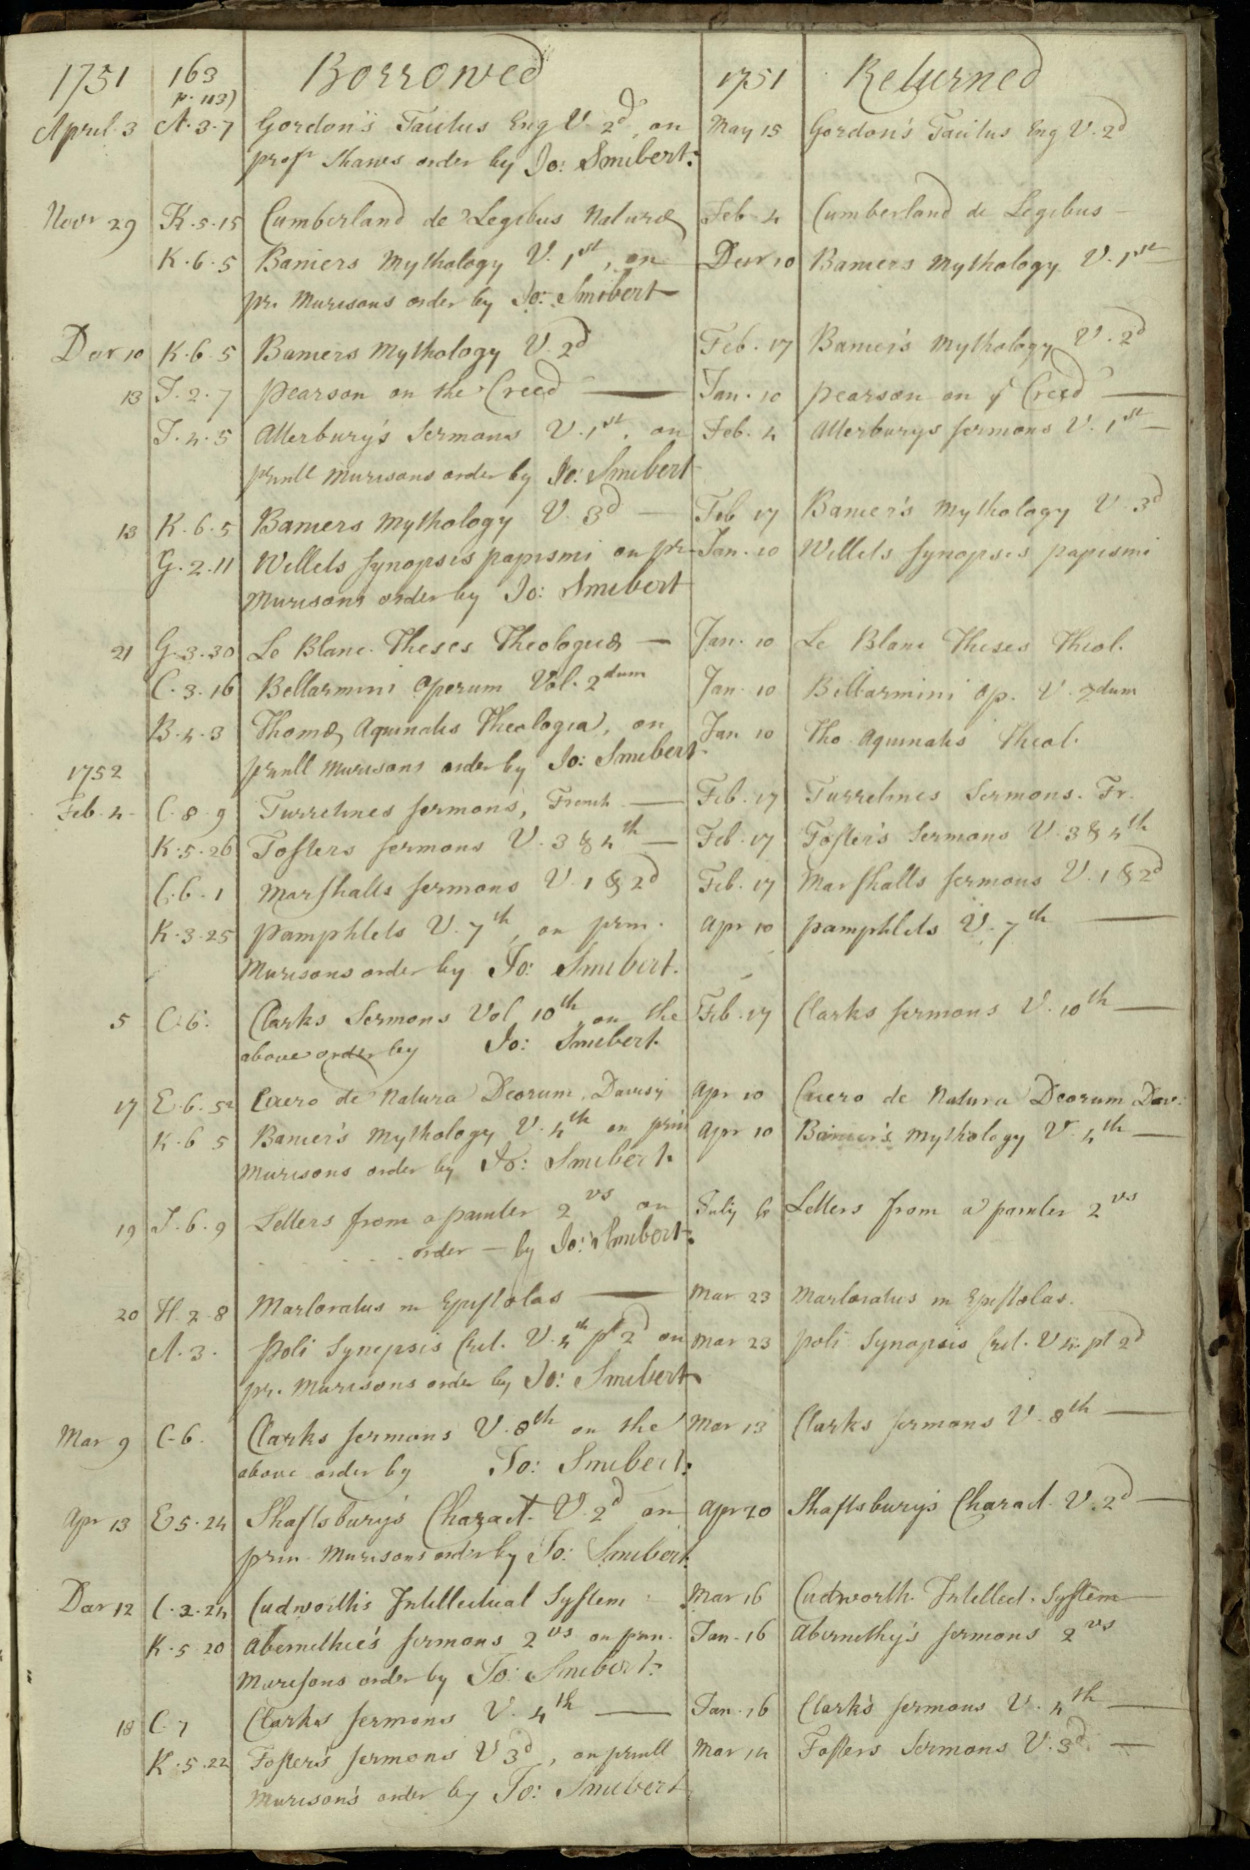 1751 163 Borrowed 1751 Returned
p. 113)
April 3 A. 3. 7 Gordon's Tacitus Eng V. 2d, on May 15 Gordon's Tacitus Eng V. 2d
profr Shaws order by Jo: Smibert.
Novr 29 K. 5. 15 Cumberland de Legibus Naturæ Feb 4 Cumberland de Legibus —
K. 6. 5 Baniers Mythology V. 1st, on Decr 10 Baniers Mythology V. 1st
pr. Murisons order by Jo: Smibert
Decr 10 K. 6. 5 Baniers Mythology V. 2d Feb. 17 Banier's Mythology V. 2d
13 I. 2. 7 Pearson on the Creed — Jan. 10 pearson on ye Creed —
I. 4. 5 Atterbury's Sermons V. 1st, on Feb. 4 Atterburys sermons V. 1st —
prinll Murisons order by Jo: Smibert
13 K. 6. 5 Baniers Mythology V. 3d — Feb 17 Banier's Mythology V. 3d
G. 2. 11 Willets synopsis papismi on pr. Jan. 10 Willets synopsis papismi
Murisons order by Jo: Smibert
21 G. 3. 30 Le Blanc Theses Theologicæ — Jan. 10 Le Blanc Theses Theol.
C. 3. 16 Bellarmini Operum Vol. 2dum Jan. 10 Bellarmini Op. V. 2dum
B. 4. 3 Thomæ Aquinatis Theologia, on Jan 10 Tho Aquinatis Theol.
prinll Murisons order by Jo: Smibert
1752
Feb. 4 C. 8. 9 Turretines sermons, French — Feb. 17 Turretines Sermons. Fr.
K. 5. 26 Fosters sermons V. 3 & 4th — Feb. 17 Foster's Sermons V. 3 & 4th
C. 6. 1 Marshalls sermons V. 1 & 2d Feb. 17 Marshalls sermons V. 1 & 2d
K. 3. 25 pamphlets V. 7th, on prin. Apr 10 pamphlets V. 7th —
Murisons order by Jo: Smibert.
5 C. 6. Clarks Sermons Vol 10th, on the Feb. 17 Clarks sermons V. 10th —
above order by Jo: Smibert.
17 E. 6. 52 Cicero de Natura Deorum, Davisij Apr 10 Cicero de Natura Deorum Dav.
K. 6 5 Banier's Mythology V. 4th on prin Apr 10 Banier's Mythology V. 4th —
Murisons order by Jo: Smibert.
19 I. 6. 9 Letters from a painter 2 vs on July 6 Letters from a painter 2 vs
order — by Jo: Smibert.
20 H. 2. 8 Marloratus in Epistolas — Mar 23 Marloratus in Epistolas.
A. 3. Poli Synopsis Crit. V. 4th pt 2d on Mar 23 poli Synopsis Crit. V 4. pt 2d
pr. Murisons order by Jo: Smibert
Mar 9 C. 6. Clarks sermons V. 8th on the Mar 13 Clarks sermons V. 8th —
above order by Jo: Smibert.
Apr 13 E 5. 24 Shaftsbury's Charact. V. 2d on Apr 20 Shaftsbury's Charact. V. 2d —
prin Murisons order by Jo: Smibert.
Decr 12 C. 2. 24 Cudworth's Intellectual System Mar 16 Cudworth. Intellect. System
K. 5 20 Abernethie's sermons 2 vs on prin. Jan. 16 Abernethy's sermons 2 vs
Murisons order by Jo: Smibert.
18 C. 7 Clarkes sermons V. 4th — Jan. 16 Clark's sermons V. 4th —
K. 5. 22 Foster's sermons V 3d, on prinll Mar 14 Fosters Sermons V. 3d —
Murison's order by Jo: Smibert